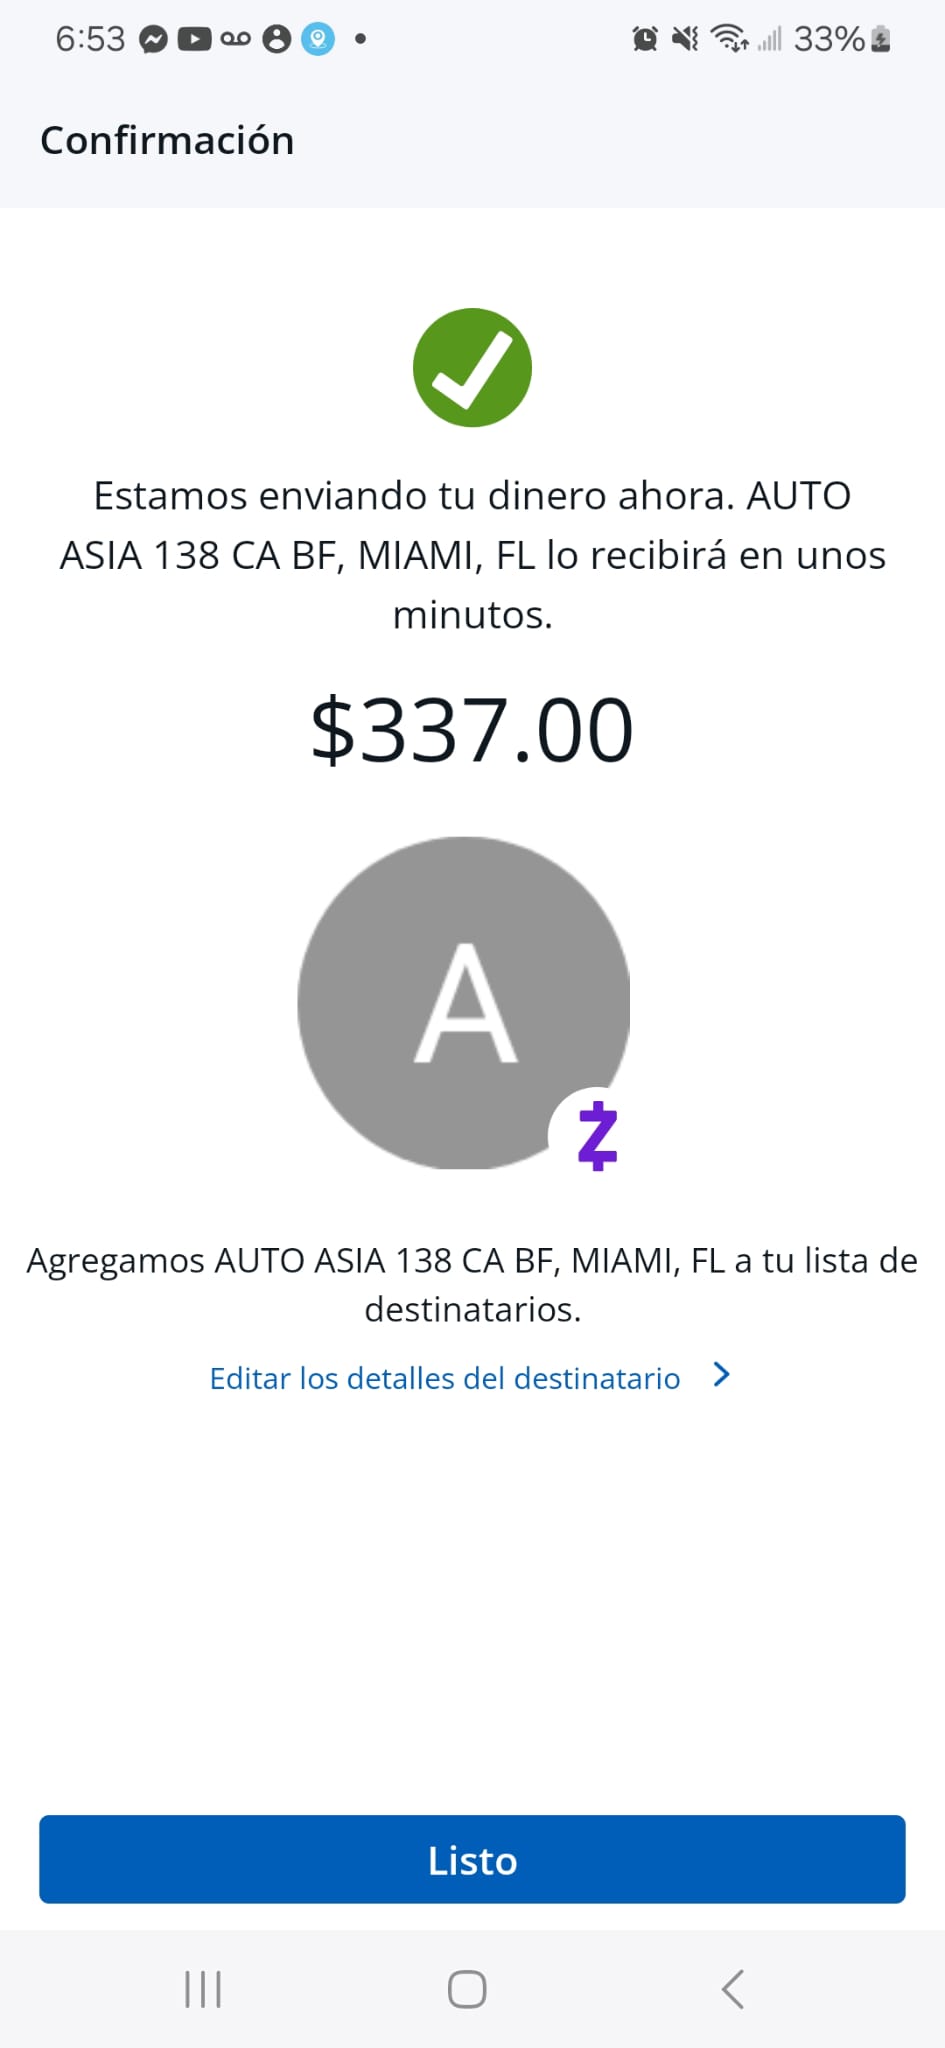 6:53
33%
Confirmación
Estamos enviando tu dinero ahora. AUTO
ASIA 138 CA BF, MIAMI, FL lo recibirá en unos
minutos.
$337.00
A
Agregamos AUTO ASIA 138 CA BF, MIAMI, FL a tu lista de
destinatarios.
Editar los detalles del destinatario
Listo